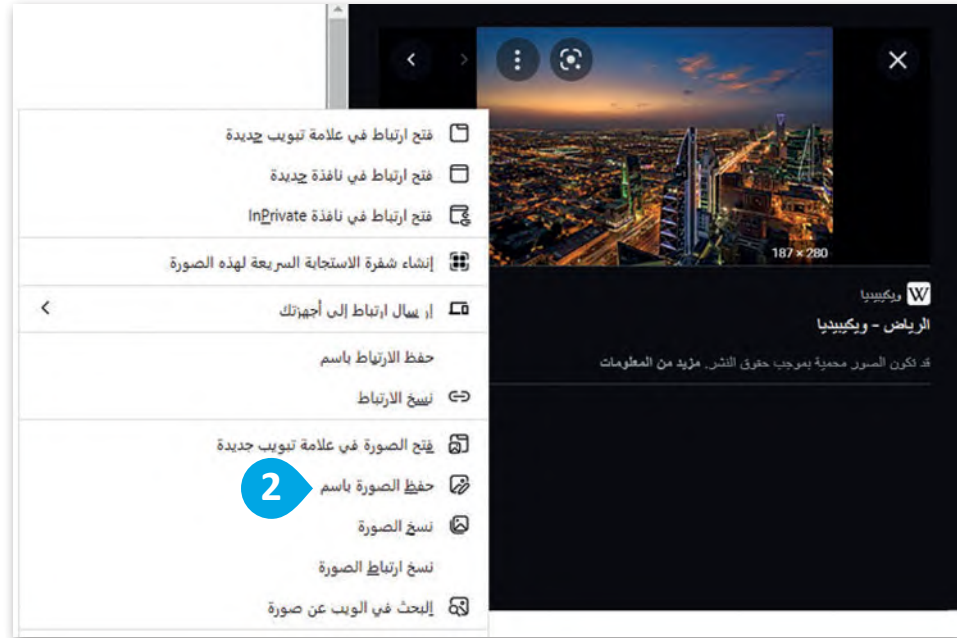 187 × 280
ويكيبيديا
الرياض - ويكيبيديا
قد تكون الصور محمية بموجب حقوق النشر. مزيد من المعلومات
فتح ارتباط في علامة تبويب جديدة
فتح ارتباط في نافذة جديدة
فتح ارتباط في نافذة InPrivate
إنشاء شفرة الاستجابة السريعة لهذه الصورة
إرسال ارتباط إلى أجهزتك
حفظ الارتباط باسم
نسخ الارتباط
فتح الصورة في علامة تبويب جديدة
حفظ الصورة باسم
2
نسخ الصورة
نسخ ارتباط الصورة
البحث في الويب عن صورة